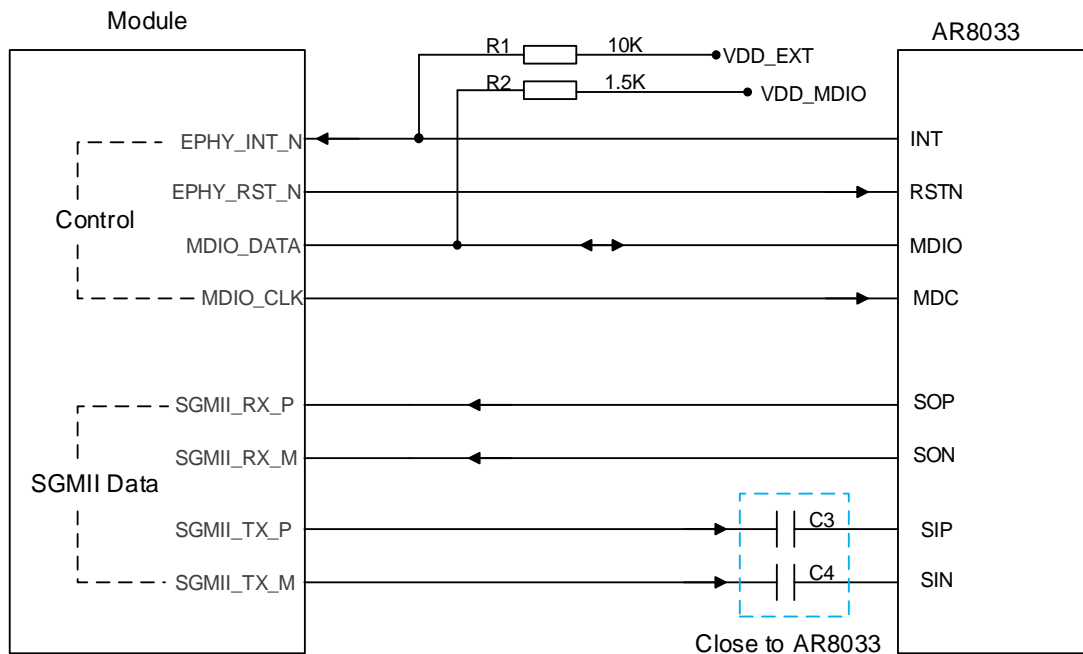 Module
AR8033
R1 10K VDD_EXT
R2 1.5K VDD_MDIO
EPHY_INT_N INT
EPHY_RST_N RSTN
Control
MDIO_DATA MDIO
MDIO_CLK MDC
SGMII_RX_P SOP
SGMII_RX_M SON
SGMII Data
C3
SGMII_TX_P SIP
C4
SGMII_TX_M SIN
Close to AR8033